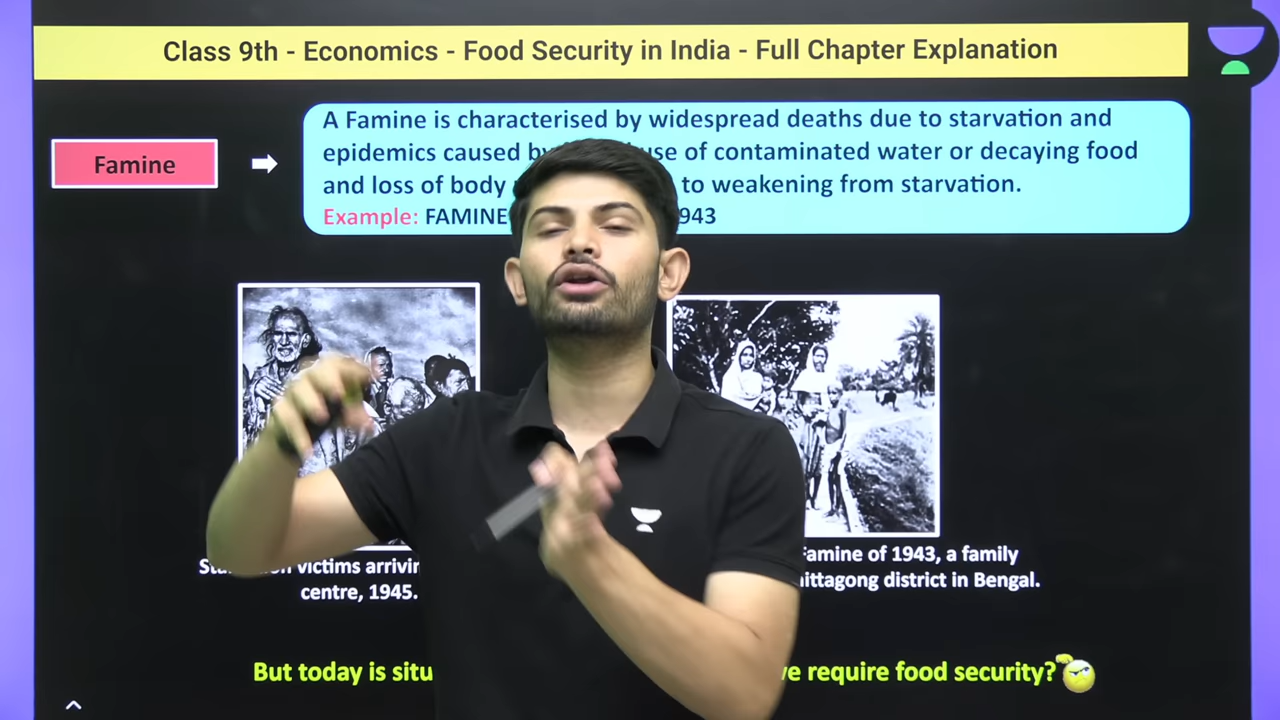 Class 9th - Economics - Food Security in India - Full Chapter Explanation
Famine
A Famine is characterised by widespread deaths due to starvation and
epidemics caused by use of contaminated water or decaying food
and loss of body to weakening from starvation.
Example: FAMINE 943
victims
centre, 1945.
Famine of 1943, a family
district in Bengal.
But today is require food security?